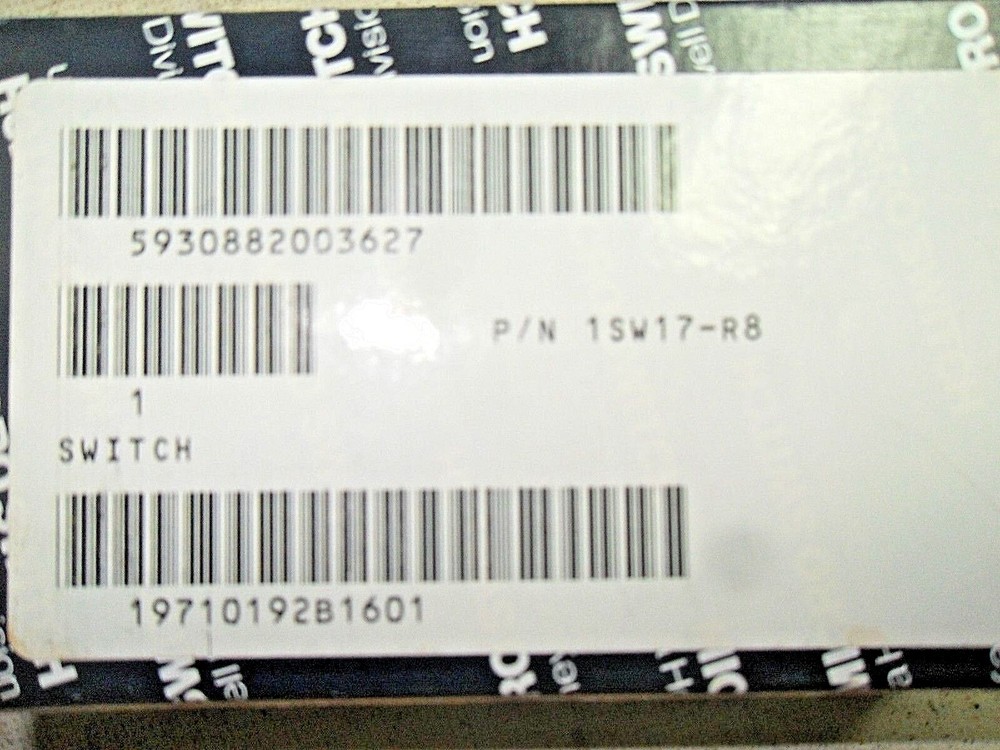 5930882003627
P/N 1SW17-R8
1
SWITCH
19710192B1601